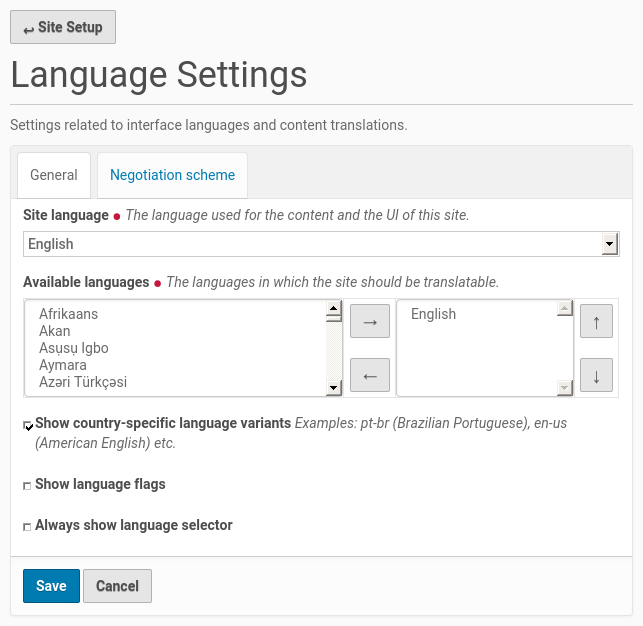 Site Setup
Language Settings
Settings related to interface languages and content translations.
General Negotiation scheme
Site language The language used for the content and the UI of this site.
English
Available languages The languages in which the site should be translatable.
Afrikaans
Akan
Asụsụ Igbo
Aymara
Azəri Türkçəsi
English
Show country-specific language variants Examples: pt-br (Brazilian Portuguese), en-us
(American English) etc.
Show language flags
Always show language selector
Save Cancel